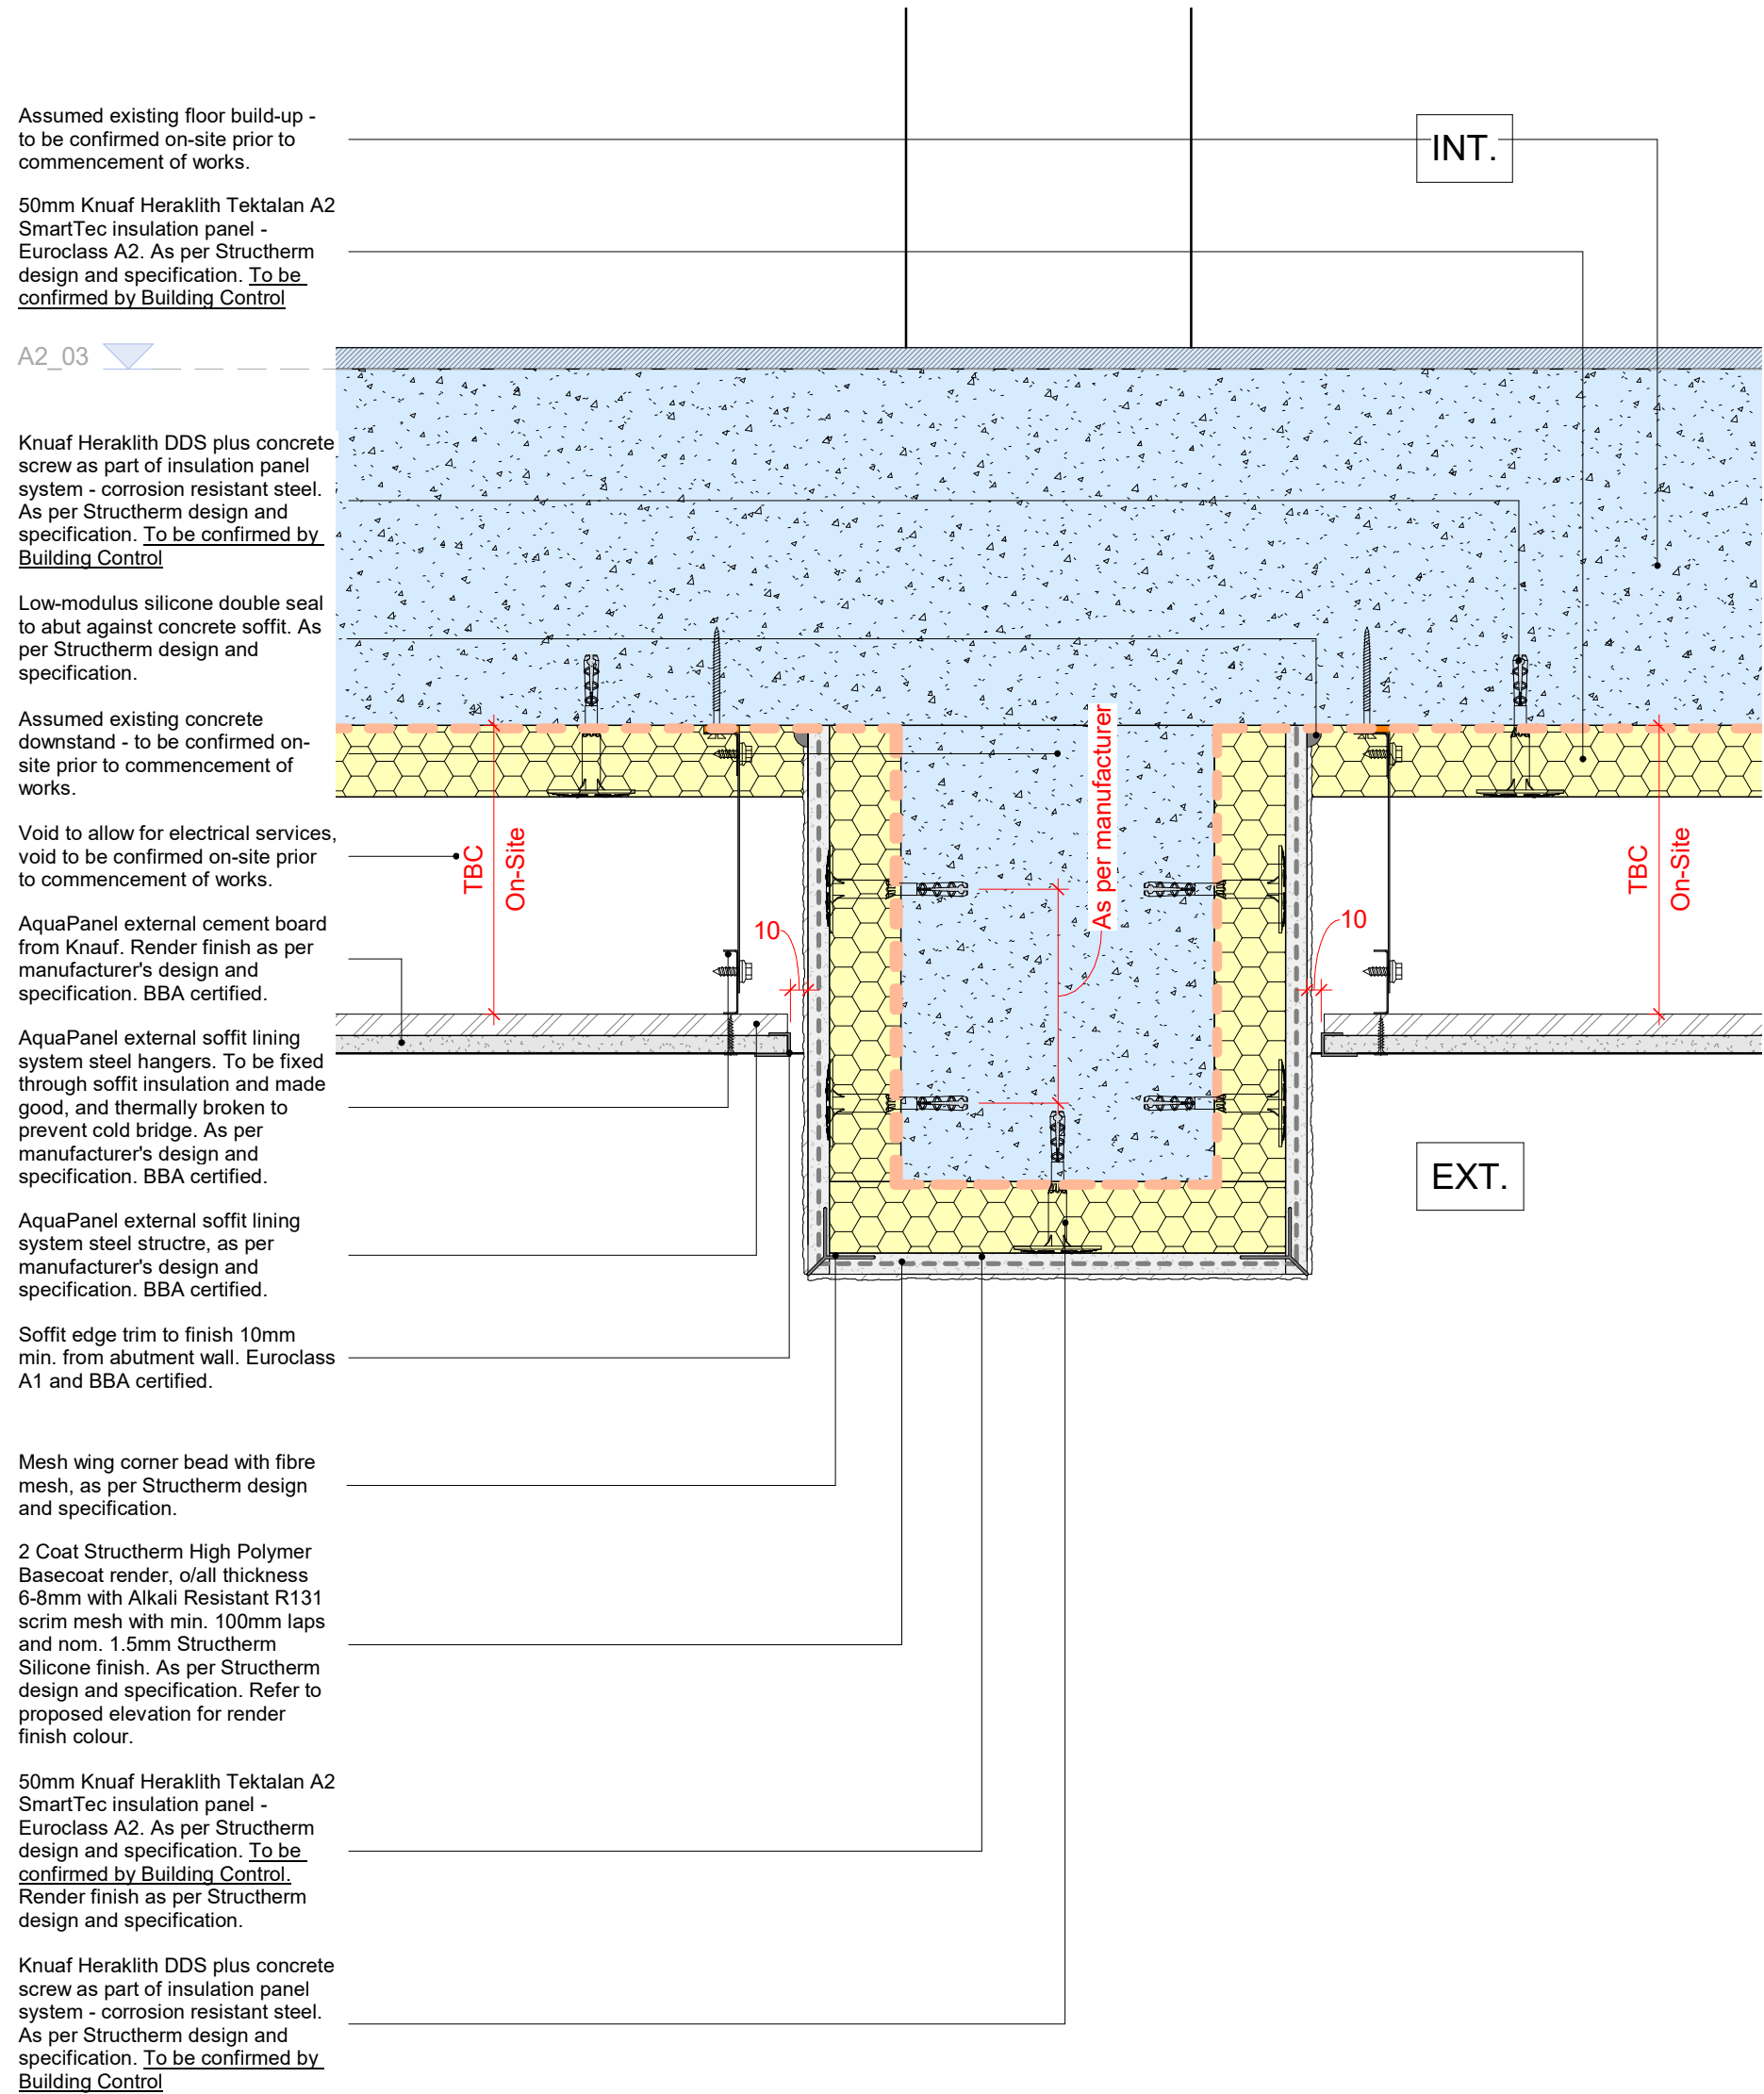 Assumed existing floor build-up -
to be confirmed on-site prior to
commencement of works.
INT.
50mm Knuaf Heraklith Tektalan A2
SmartTec insulation panel -
Euroclass A2. As per Structherm
design and specification. To be
confirmed by Building Control
A2_03
Knuaf Heraklith DDS plus concrete
screw as part of insulation panel
system - corrosion resistant steel.
As per Structherm design and
specification. To be confirmed by
Building Control
Low-modulus silicone double seal
to abut against concrete soffit. As
per Structherm design and
specification.
Assumed existing concrete
downstand - to be confirmed on-
site prior to commencement of
works.
Void to allow for electrical services,
void to be confirmed on-site prior
to commencement of works.
TBC
On-Site
10
As per manufacturer
10
TBC
On-Site
AquaPanel external cement board
from Knauf. Render finish as per
manufacturer's design and
specification. BBA certified.
AquaPanel external soffit lining
system steel hangers. To be fixed
through soffit insulation and made
good, and thermally broken to
prevent cold bridge. As per
manufacturer's design and
specification. BBA certified.
EXT.
AquaPanel external soffit lining
system steel structre, as per
manufacturer's design and
specification. BBA certified.
Soffit edge trim to finish 10mm
min. from abutment wall. Euroclass
A1 and BBA certified.
Mesh wing corner bead with fibre
mesh, as per Structherm design
and specification.
2 Coat Structherm High Polymer
Basecoat render, o/all thickness
6-8mm with Alkali Resistant R131
scrim mesh with min. 100mm laps
and nom. 1.5mm Structherm
Silicone finish. As per Structherm
design and specification. Refer to
proposed elevation for render
finish colour.
50mm Knuaf Heraklith Tektalan A2
SmartTec insulation panel -
Euroclass A2. As per Structherm
design and specification. To be
confirmed by Building Control.
Render finish as per Structherm
design and specification.
Knuaf Heraklith DDS plus concrete
screw as part of insulation panel
system - corrosion resistant steel.
As per Structherm design and
specification. To be confirmed by
Building Control